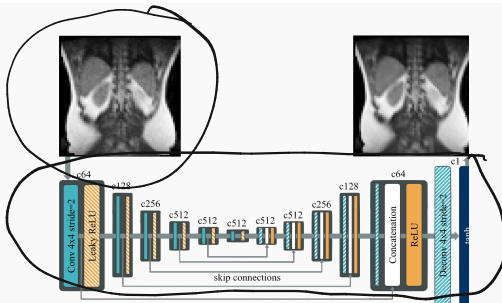 c64
c128
c256
c512
c512
c512
c512
c512
c256
c128
c64
c1
Conv 4x4 stride=2
Leaky ReLU
Concatenation
ReLU
Deconv 4x4 stride=2
tanh
skip connections